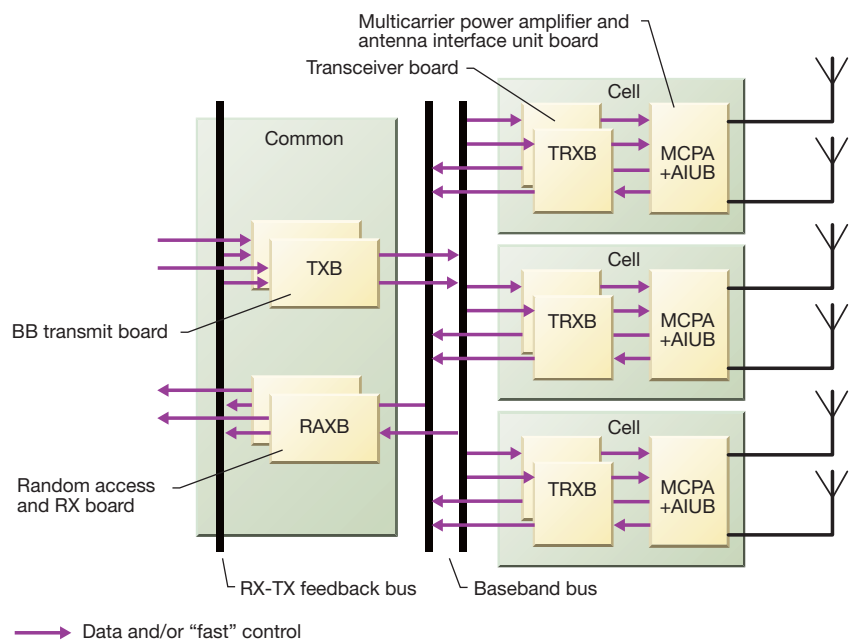 Multicarrier power amplifier and
antenna interface unit board
Transceiver board
Common
Cell
TRXB
MCPA
+AIUB
TXB
BB transmit board
Cell
TRXB
MCPA
+AIUB
RAXB
Random access
and RX board
Cell
TRXB
MCPA
+AIUB
RX-TX feedback bus
Baseband bus
Data and/or “fast” control